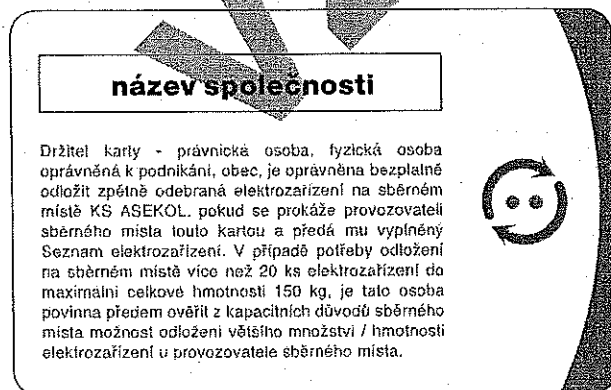 název společnosti
Držitel karty - právnická osoba, fyzická osoba
oprávněná k podnikání, obec, je oprávněna bezplatně
odložit zpětně odebraná elektrozařízení na sběrném
místě KS ASEKOL. pokud se prokáže provozovateli
sběrného místa touto kartou a předá mu vyplněný
Seznam elektrozařízení. V případě potřeby odložení
na sběrném místě více než 20 ks elektrozařízení do
maximální celkové hmotnosti 150 kg, je tato osoba
povinna předem ověřit z kapacitních důvodů sběrného
místa možnost odložení většího množství / hmotnosti
elektrozařízení u provozovatele sběrného místa.